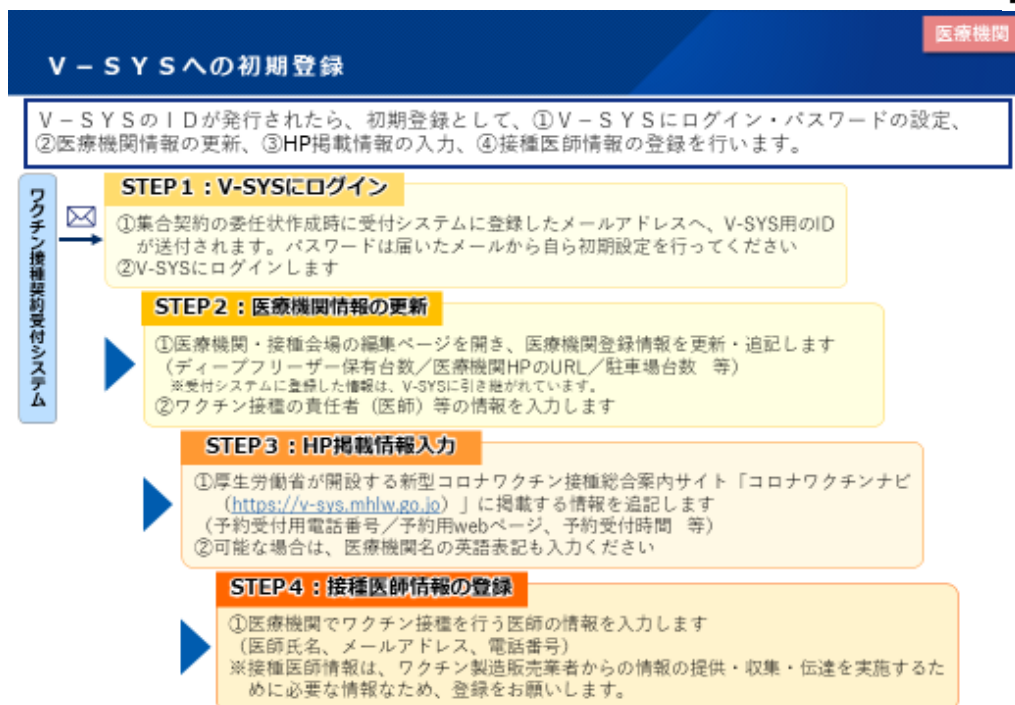 医療機関
V-SYSへの初期登録
V-SYSのIDが発行されたら、初期登録として、①V-SYSにログイン・パスワードの設定、
②医療機関情報の更新、③HP掲載情報の入力、④接種医師情報の登録を行います。
ワクチン接種契約受付システム
STEP1:V-SYSにログイン
①集合契約の委任状作成時に受付システムに登録したメールアドレスへ、V-SYS用のID
が送付されます。パスワードは届いたメールから自ら初期設定を行ってください
②V-SYSにログインします
STEP2:医療機関情報の更新
①医療機関・接種会場の編集ページを開き、医療機関登録情報を更新・追記します
(ディープフリーザー保有台数/医療機関HPのURL/駐車場台数 等)
※受付システムに登録した情報は、V-SYSに引き継がれています。
②ワクチン接種の責任者(医師)等の情報を入力します
STEP3:HP掲載情報入力
①厚生労働省が開設する新型コロナワクチン接種総合案内サイト「コロナワクチンナビ
(https://v-sys.mhlw.go.jp)」に掲載する情報を追記します
(予約受付用電話番号/予約用webページ、予約受付時間 等)
②可能な場合は、医療機関名の英語表記も入力ください
STEP4:接種医師情報の登録
①医療機関でワクチン接種を行う医師の情報を入力します
(医師氏名、メールアドレス、電話番号)
※接種医師情報は、ワクチン製造販売業者からの情報の提供・収集・伝達を実施するた
めに必要な情報なため、登録をお願いします。